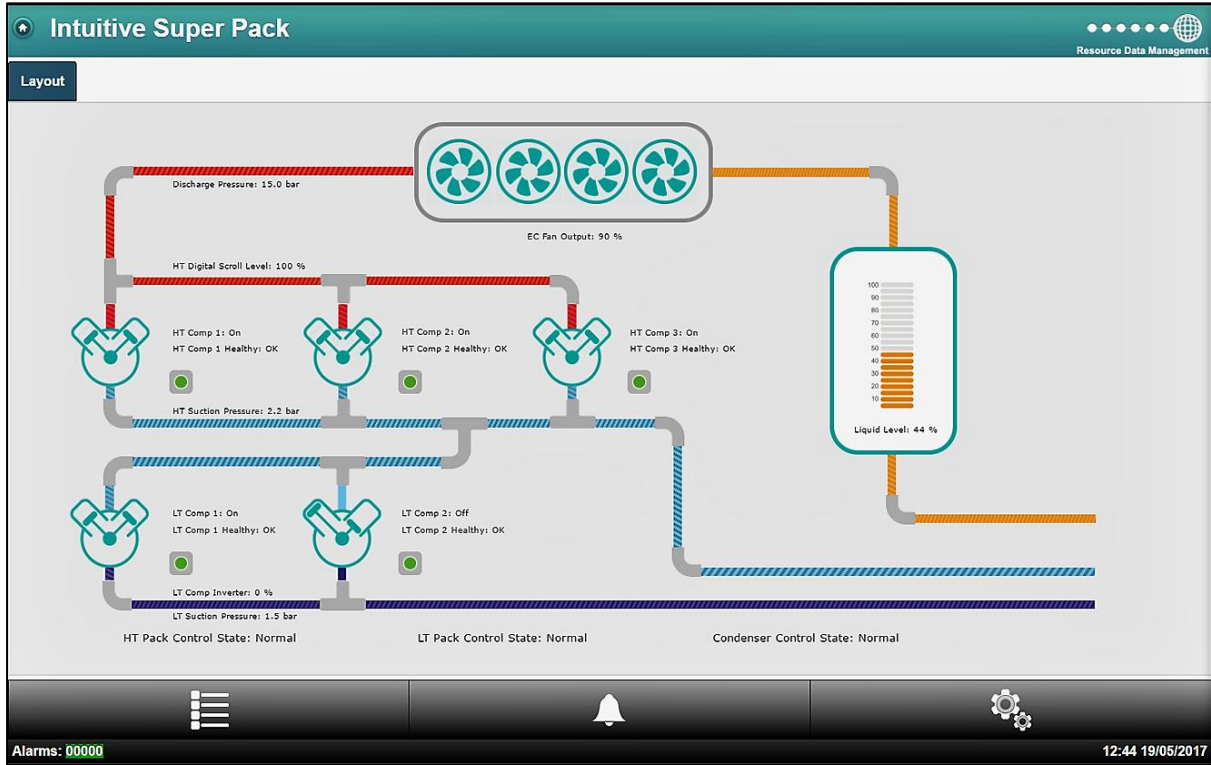 Intuitive Super Pack
Resource Data Management
Layout
Discharge Pressure: 15.0 bar
EC Fan Output: 90 %
HT Digital Scroll Level: 100 %
HT Comp 1: On
HT Comp 1 Healthy: OK
HT Comp 2: On
HT Comp 2 Healthy: OK
HT Comp 3: On
HT Comp 3 Healthy: OK
100
90
80
70
60
50
40
30
20
10
Liquid Level: 44 %
HT Suction Pressure: 2.2 bar
LT Comp 1: On
LT Comp 1 Healthy: OK
LT Comp 2: Off
LT Comp 2 Healthy: OK
LT Comp Inverter: 0 %
LT Suction Pressure: 1.5 bar
HT Pack Control State: Normal
LT Pack Control State: Normal
Condenser Control State: Normal
Alarms: 00000
12:44 19/05/2017